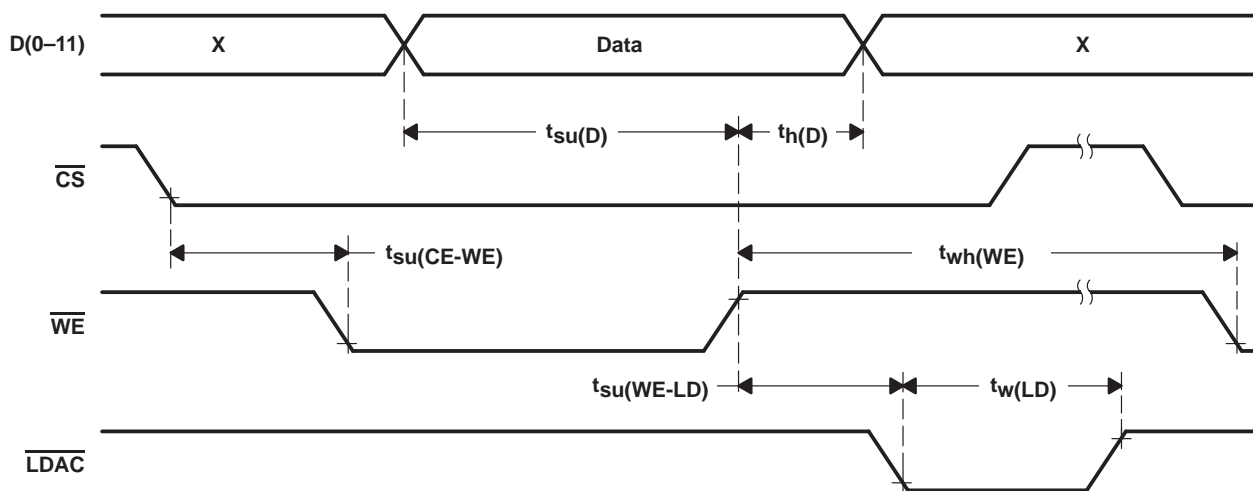 D(0–11)
X
Data
X
tsu(D)
th(D)
CS
tsu(CE-WE)
twh(WE)
WE
tsu(WE-LD)
tw(LD)
LDAC